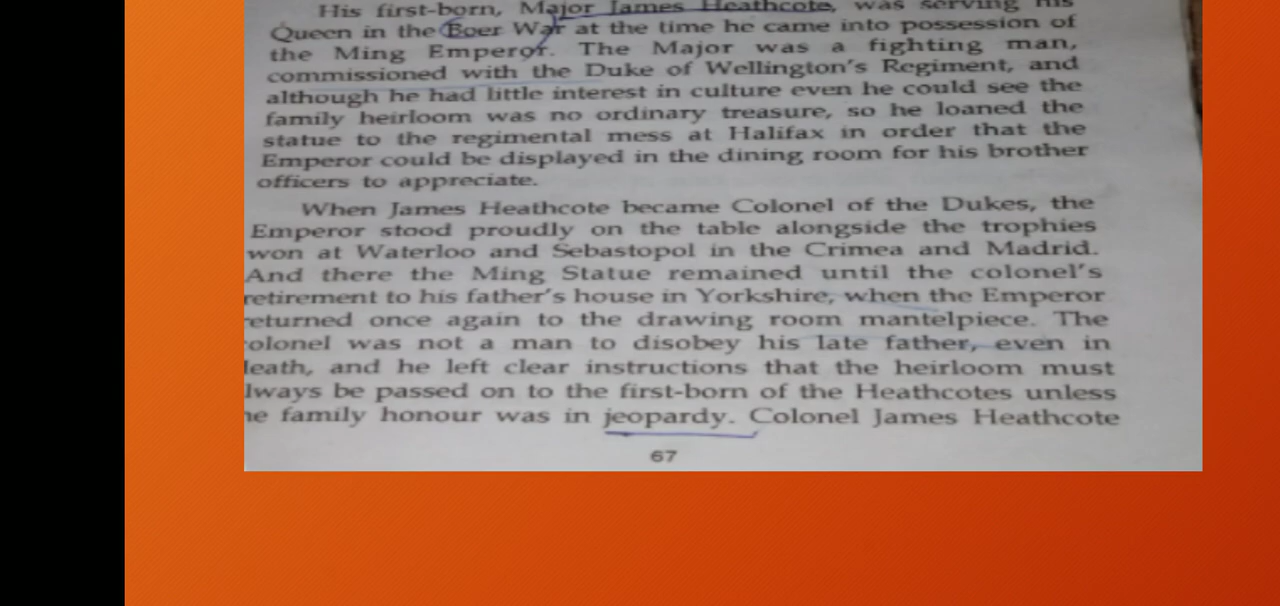 His first-born, Major James Heathcote, was serving his
Queen in the Boer War at the time he came into possession of
the Ming Emperor. The Major was a fighting man,
commissioned with the Duke of Wellington's Regiment, and
although he had little interest in culture even he could see the
family heirloom was no ordinary treasure, so he loaned the
statue to the regimental mess at Halifax in order that the
Emperor could be displayed in the dining room for his brother
officers to appreciate.
When James Heathcote became Colonel of the Dukes, the
Emperor stood proudly on the table alongside the trophies
won at Waterloo and Sebastopol in the Crimea and Madrid.
And there the Ming Statue remained until the colonel's
retirement to his father's house in Yorkshire, when the Emperor
returned once again to the drawing room mantelpiece. The
olonel was not a man to disobey his late father, even in
death, and he left clear instructions that the heirloom must
lways be passed on to the first-born of the Heathcotes unless
he family honour was in jeopardy. Colonel James Heathcote
67